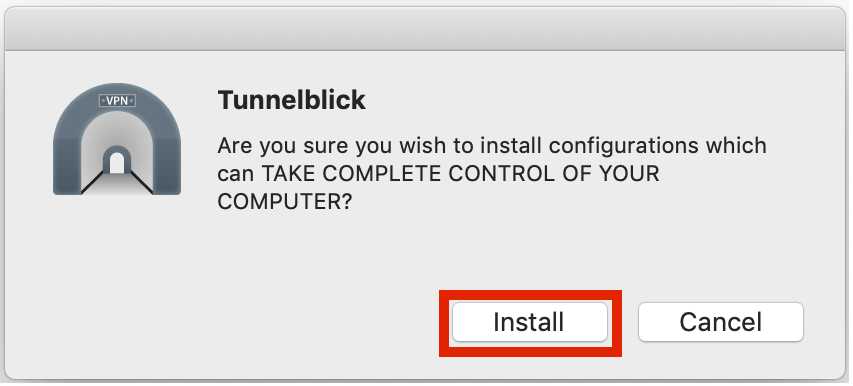 VPN
Tunnelblick
Are you sure you wish to install configurations which
can TAKE COMPLETE CONTROL OF YOUR
COMPUTER?
Install
Cancel